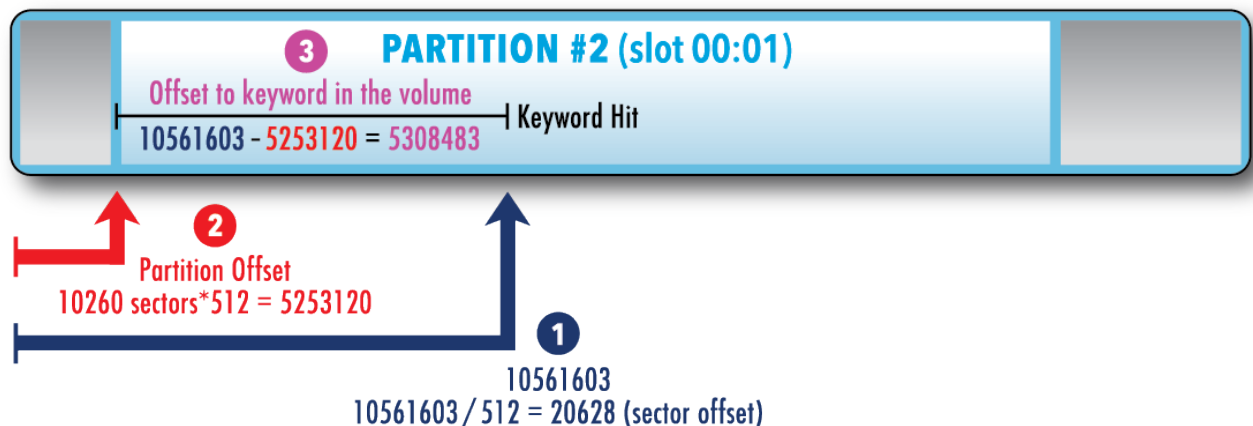 3
PARTITION #2 (slot 00:01)
Offset to keyword in the volume
Keyword Hit
10561603 - 5253120 = 5308483
2
Partition Offset
10260 sectors*512 = 5253120
1
10561603
10561603 / 512 = 20628 (sector offset)